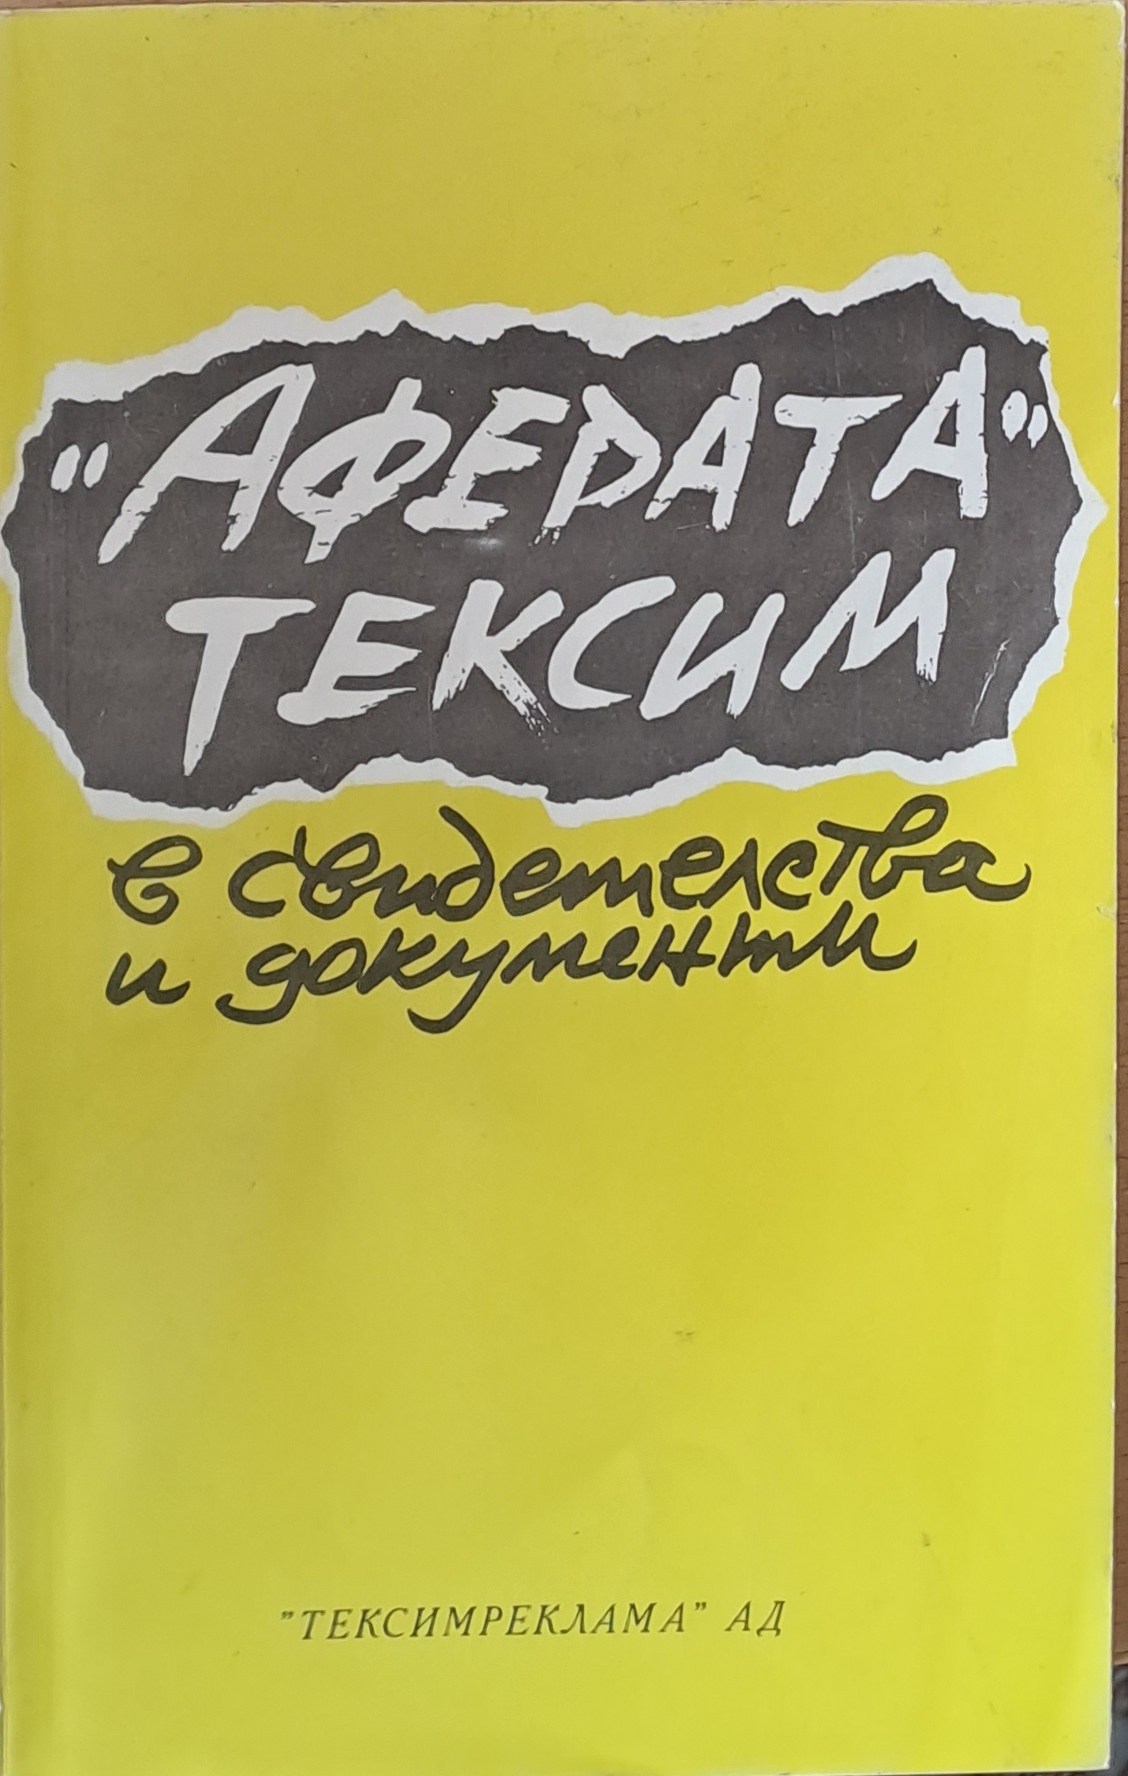 "АФЕРАТА"
ТЕКСИМ
в свидетелства
и документи
"ТЕКСИМРЕКЛАМА" АД